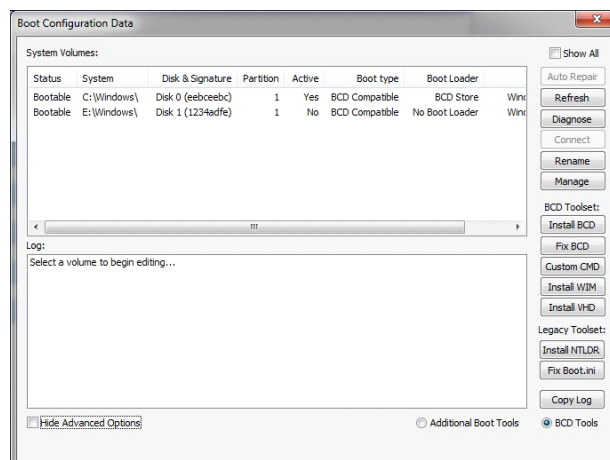 Boot Configuration Data
System Volumes:
Show All
Status System Disk & Signature Partition Active Boot type Boot Loader
Bootable C:\Windows\ Disk 0 (eebceebc) 1 Yes BCD Compatible BCD Store Winc
Bootable E:\Windows\ Disk 1 (1234adfe) 1 No BCD Compatible No Boot Loader Winc
Auto Repair
Refresh
Diagnose
Connect
Rename
Manage
BCD Toolset:
Install BCD
Fix BCD
Custom CMD
Install WIM
Install VHD
Legacy Toolset:
Install NTLDR
Fix Boot.ini
Copy Log
Log:
Select a volume to begin editing...
Hide Advanced Options
Additional Boot Tools
BCD Tools